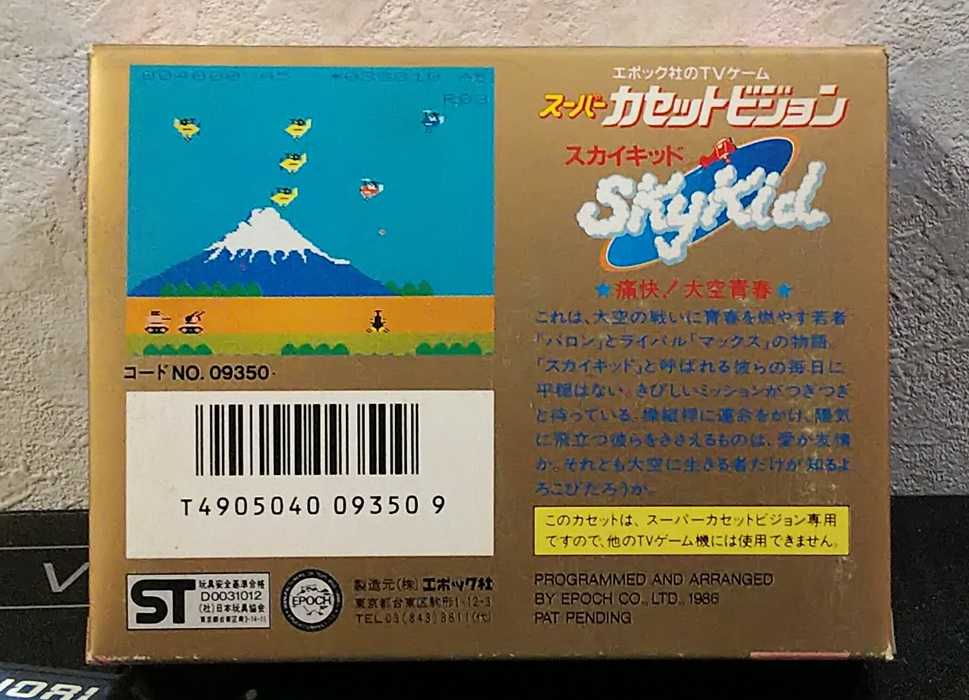 004000 A5 *033310 A6
R03
エポック社のTVゲーム
スーパーカセットビジョン
スカイキッド
Sky Kid
★痛快!大空青春★
これは、大空の戦いに青春を燃やす若者
「バロン」とライバル「マックス」の物語。
「スカイキッド」と呼ばれる彼らの毎日に
平穏はない。きびしいミッションがつぎつぎ
と待っている。操縦桿に運命をかけ、陽気
に飛立つ彼らをささえるものは、愛か友情
か。それとも大空に生きる者だけが知るよ
ろこびだろうか。
このカセットは、スーパーカセットビジョン専用
ですので、他のTVゲーム機には使用できません。
PROGRAMMED AND ARRANGED
BY EPOCH CO., LTD., 1986
PAT PENDING
コードNO. 09350
T4905040 09350 9
ST
玩具安全基準合格
D0031012
(社)日本玩具協会
EPOCH
製造元(株)エポック社
東京都台東区駒形1-12-3
TEL 03(843)8811(代)